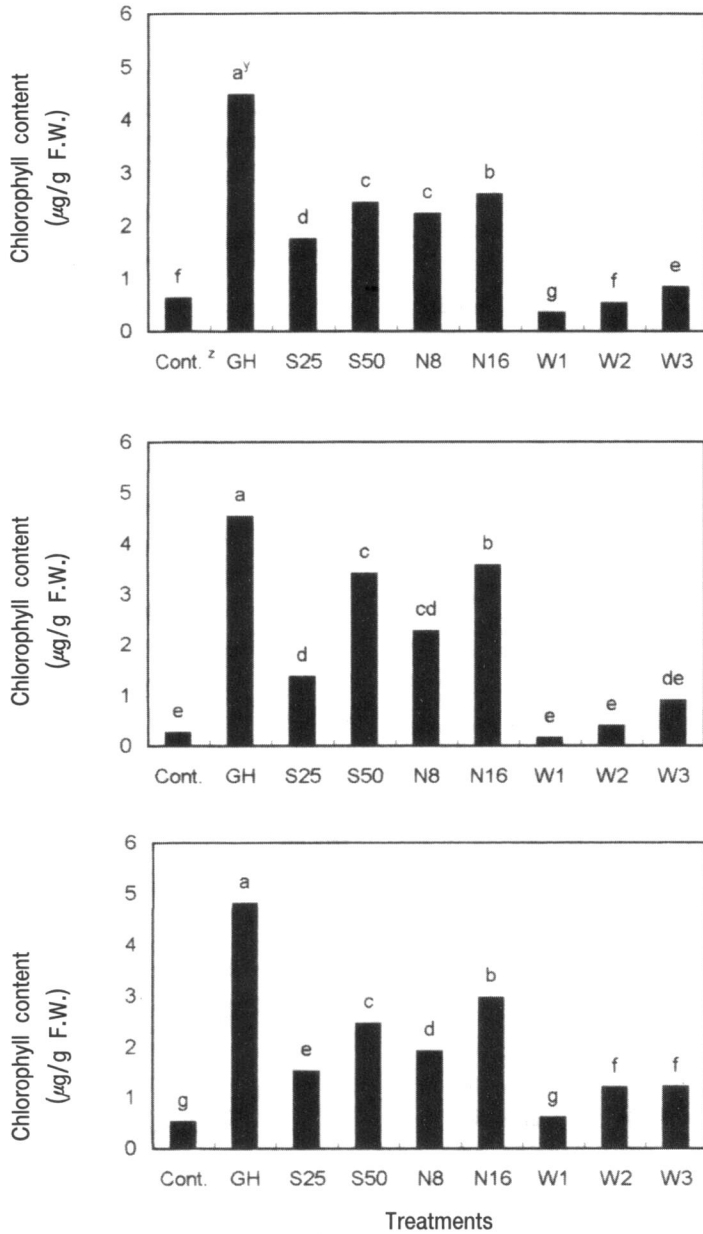 Chlorophyll content
(μg/g F.W.)
6
5
4
3
2
1
0
f
aʸ
d
c
c
b
g
f
e
Cont. ᶻ GH S25 S50 N8 N16 W1 W2 W3
Chlorophyll content
(μg/g F.W.)
6
5
4
3
2
1
0
e
a
d
c
cd
b
e
e
de
Cont. GH S25 S50 N8 N16 W1 W2 W3
Chlorophyll content
(μg/g F.W.)
6
5
4
3
2
1
0
g
a
e
c
d
b
g
f
f
Cont. GH S25 S50 N8 N16 W1 W2 W3
Treatments